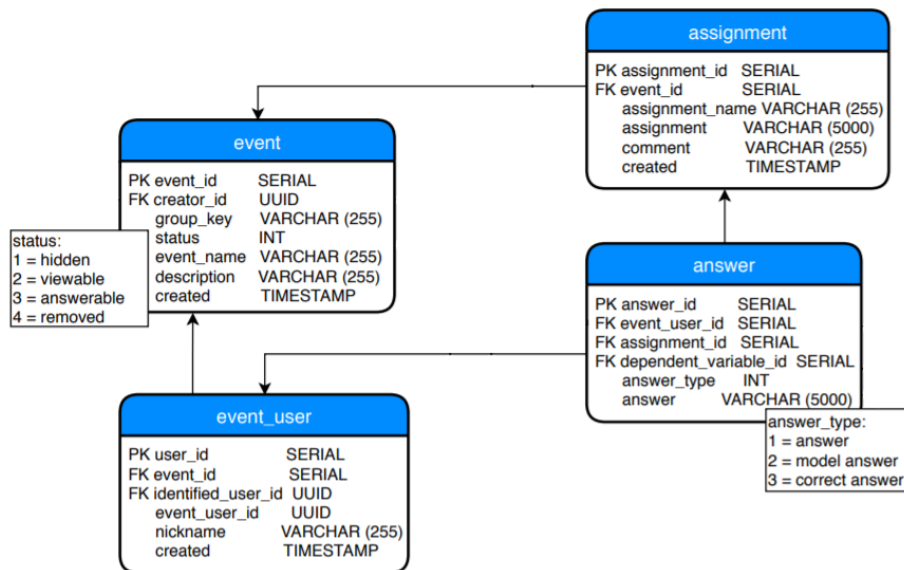 assignment
PK assignment_id SERIAL
FK event_id SERIAL
assignment_name VARCHAR (255)
assignment VARCHAR (5000)
comment VARCHAR (255)
created TIMESTAMP
event
PK event_id SERIAL
FK creator_id UUID
group_key VARCHAR (255)
status INT
event_name VARCHAR (255)
description VARCHAR (255)
created TIMESTAMP
status:
1 = hidden
2 = viewable
3 = answerable
4 = removed
answer
PK answer_id SERIAL
FK event_user_id SERIAL
FK assignment_id SERIAL
FK dependent_variable_id SERIAL
answer_type INT
answer VARCHAR (5000)
answer_type:
1 = answer
2 = model answer
3 = correct answer
event_user
PK user_id SERIAL
FK event_id SERIAL
FK identified_user_id UUID
event_user_id UUID
nickname VARCHAR (255)
created TIMESTAMP